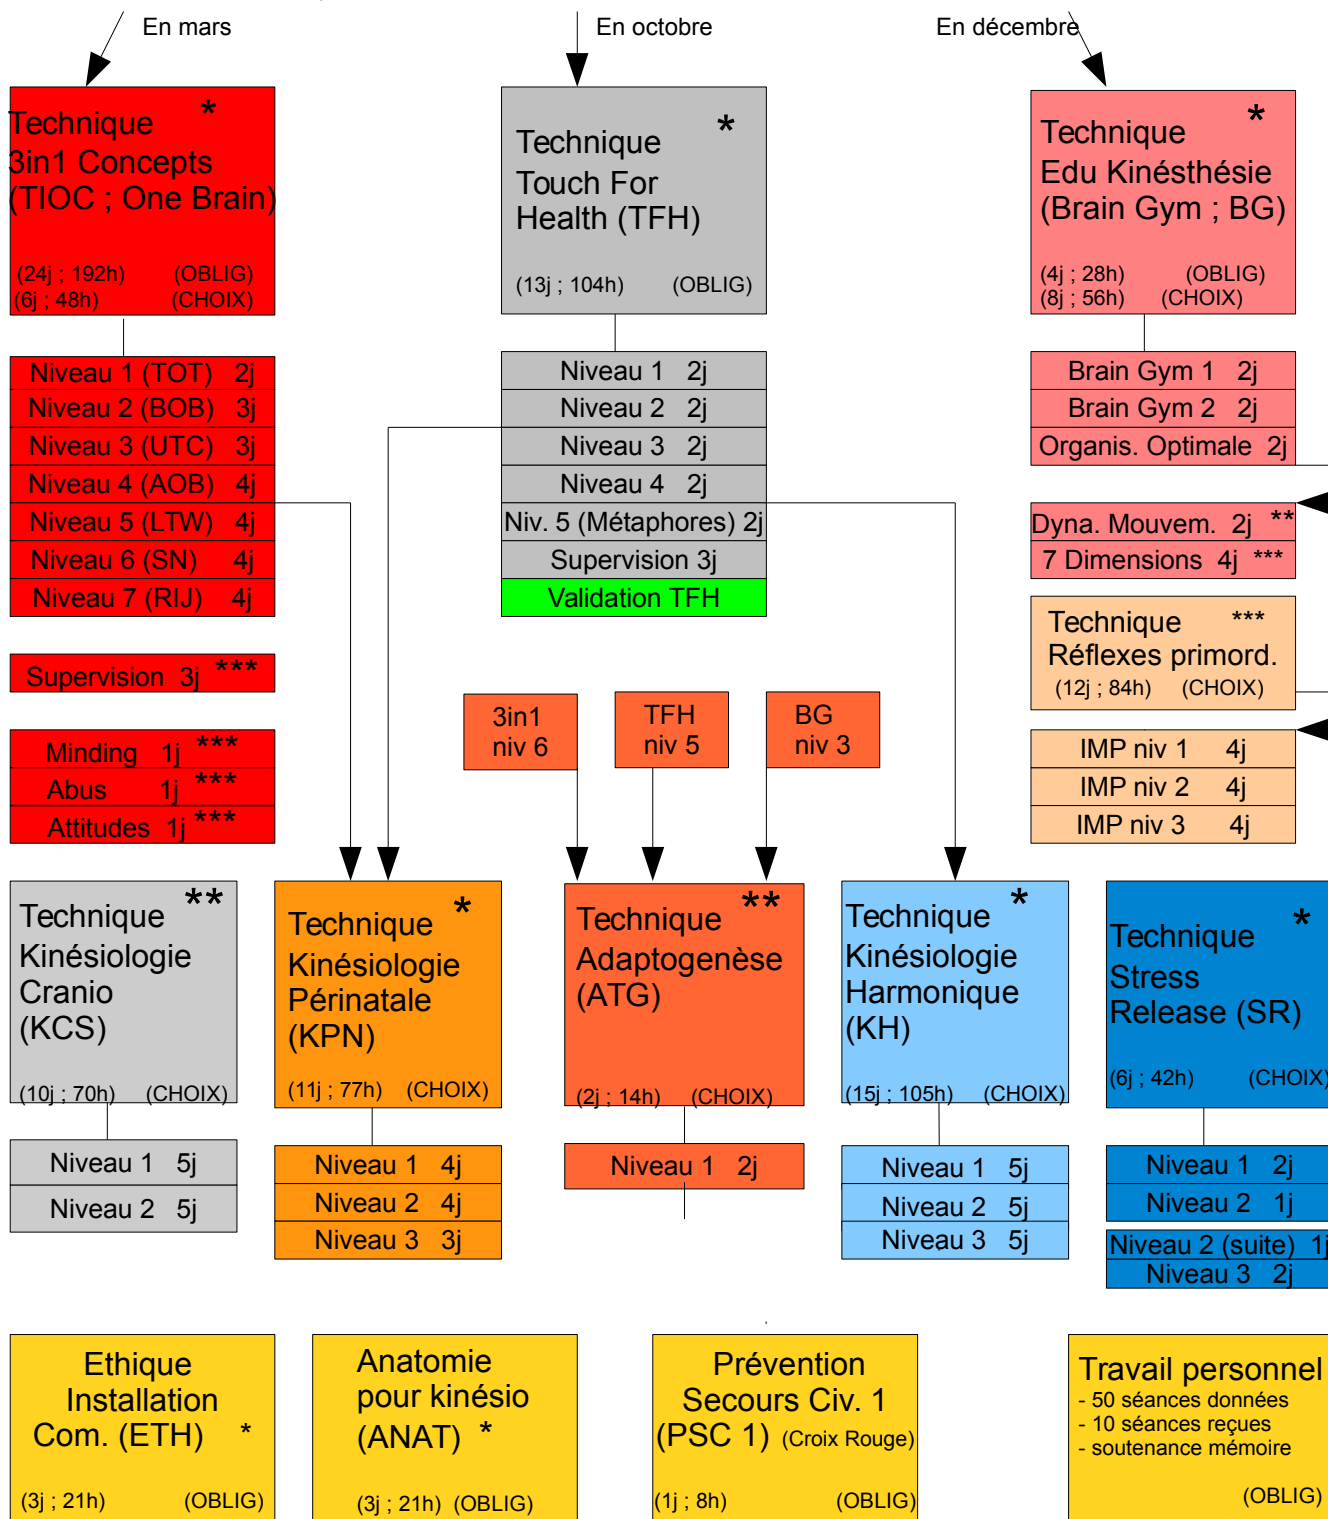 En mars
En octobre
En décembre
Technique *
3in1 Concepts
(TIOC ; One Brain)
(24j ; 192h) (OBLIG)
(6j ; 48h) (CHOIX)
Niveau 1 (TOT) 2j
Niveau 2 (BOB) 3j
Niveau 3 (UTC) 3j
Niveau 4 (AOB) 4j
Niveau 5 (LTW) 4j
Niveau 6 (SN) 4j
Niveau 7 (RIJ) 4j
Supervision 3j ***
Minding 1j ***
Abus 1j ***
Attitudes 1j ***
Technique *
Touch For
Health (TFH)
(13j ; 104h) (OBLIG)
Niveau 1 2j
Niveau 2 2j
Niveau 3 2j
Niveau 4 2j
Niv. 5 (Métaphores) 2j
Supervision 3j
Validation TFH
Technique *
Edu Kinésthésie
(Brain Gym ; BG)
(4j ; 28h) (OBLIG)
(8j ; 56h) (CHOIX)
Brain Gym 1 2j
Brain Gym 2 2j
Organis. Optimale 2j
Dyna. Mouvem. 2j **
7 Dimensions 4j ***
Technique ***
Réflexes primord.
(12j ; 84h) (CHOIX)
IMP niv 1 4j
IMP niv 2 4j
IMP niv 3 4j
3in1
niv 6
TFH
niv 5
BG
niv 3
Technique **
Kinésiologie
Cranio
(KCS)
(10j ; 70h) (CHOIX)
Niveau 1 5j
Niveau 2 5j
Technique *
Kinésiologie
Périnatale
(KPN)
(11j ; 77h) (CHOIX)
Niveau 1 4j
Niveau 2 4j
Niveau 3 3j
Technique **
Adaptogenèse
(ATG)
(2j ; 14h) (CHOIX)
Niveau 1 2j
Technique *
Kinésiologie
Harmonique
(KH)
(15j ; 105h) (CHOIX)
Niveau 1 5j
Niveau 2 5j
Niveau 3 5j
Technique *
Stress
Release (SR)
(6j ; 42h) (CHOIX)
Niveau 1 2j
Niveau 2 1j
Niveau 2 (suite) 1j
Niveau 3 2j
Ethique
Installation
Com. (ETH) *
(3j ; 21h) (OBLIG)
Anatomie
pour kinésio
(ANAT) *
(3j ; 21h) (OBLIG)
Prévention
Secours Civ. 1
(PSC 1) (Croix Rouge)
(1j ; 8h) (OBLIG)
Travail personnel
- 50 séances données
- 10 séances reçues
- soutenance mémoire
(OBLIG)